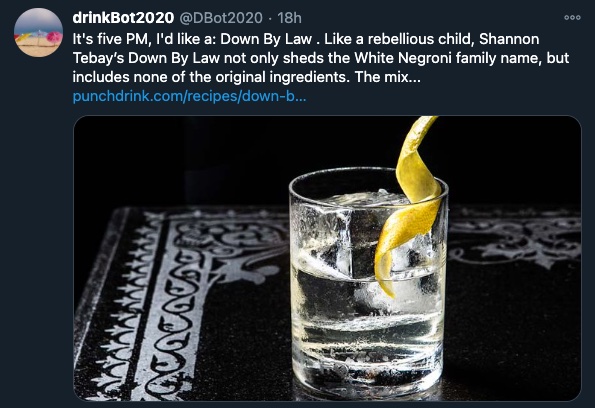 drinkBot2020 @DBot2020 · 18h
It's five PM, I'd like a: Down By Law . Like a rebellious child, Shannon
Tebay’s Down By Law not only sheds the White Negroni family name, but
includes none of the original ingredients. The mix...
punchdrink.com/recipes/down-b...